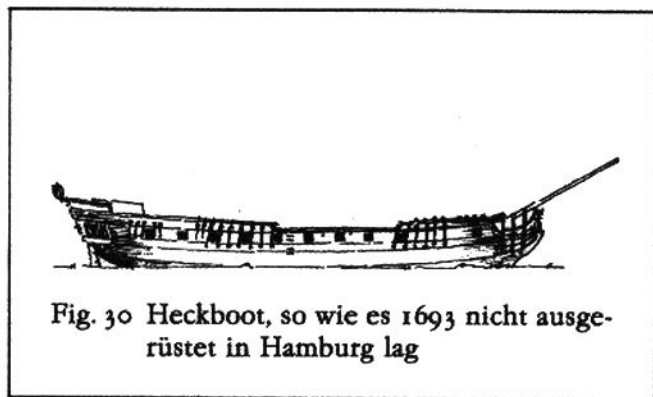 Fig. 30 Heckboot, so wie es 1693 nicht ausge-
rüstet in Hamburg lag